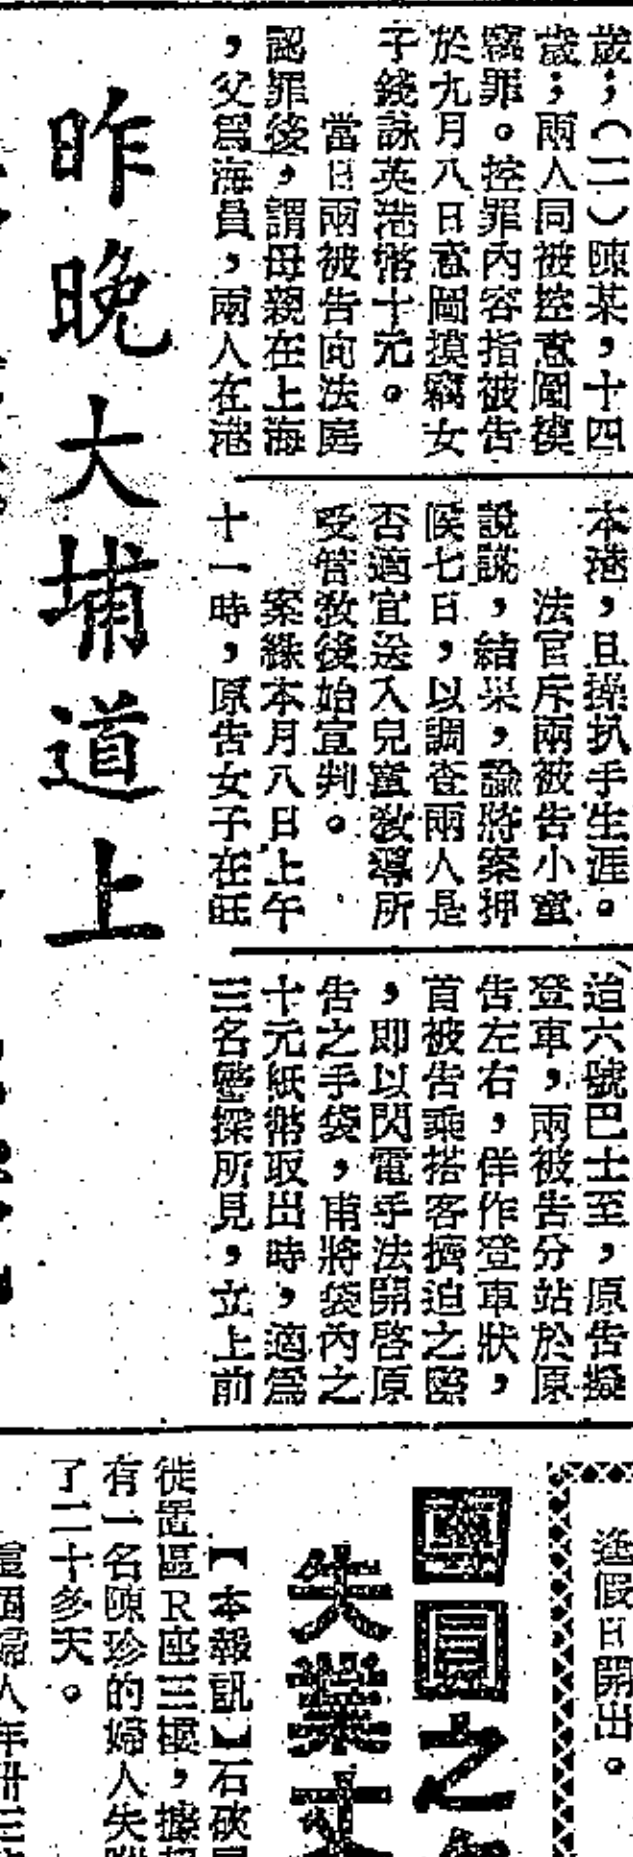 歲；（二）陳某，十四
歲；兩人同被控意圖摸
竊罪。控罪內容指被告
於九月八日意圖摸竊女
子錢詠英港幣十元。
當日兩被告向法庭
認罪後，謂母親在上海
，父爲海員，兩人在港
本港，且操扒手生涯。
法官斥兩被告小童
說謊，結果，諭將案押
候七日，以調查兩人是
否適宜送入兒童敎導所
受管敎後始宣判。
案緣本月八日上午
十一時，原告女子在旺
迨六號巴士至，原告擬
登車，兩被告分站於原
告左右，佯作登車狀，
首被告乘搭客擠迫之際
，即以閃電手法開啓原
告之手袋，甫將袋內之
十元紙幣取出時，適爲
三名警探所見，立上前
昨晚大埔道上
逢假日開出。
之
失業
【本報訊】石硤
徙置區R座三樓，據
有一名陳珍的婦人失
了二十多天。
這個婦人年卅三